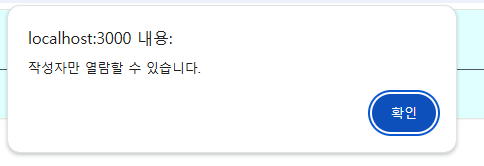 localhost:3000 내용:
작성자만 열람할 수 있습니다.
확인